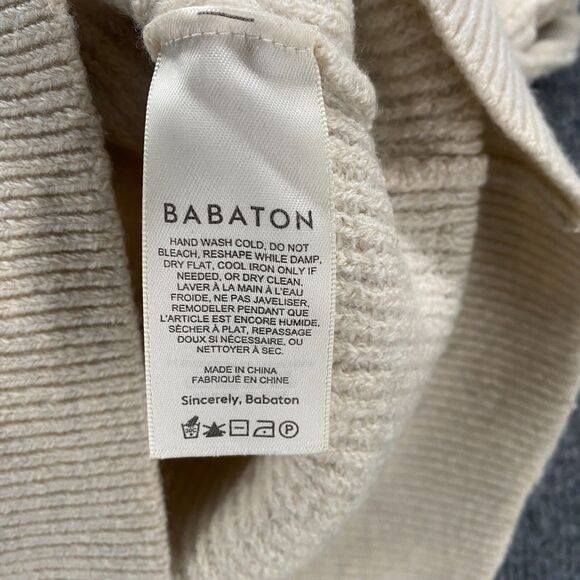 BABATON
HAND WASH COLD, DO NOT
BLEACH, RESHAPE WHILE DAMP,
DRY FLAT, COOL IRON ONLY IF
NEEDED, OR DRY CLEAN.
LAVER À LA MAIN À L'EAU
FROIDE, NE PAS JAVELISER,
REMODELER PENDANT QUE
L'ARTICLE EST ENCORE HUMIDE.
SÉCHER À PLAT, REPASSAGE
DOUX SI NÉCESSAIRE, OU
NETTOYER À SEC.
MADE IN CHINA
FABRIQUÉ EN CHINE
Sincerely, Babaton
30C P